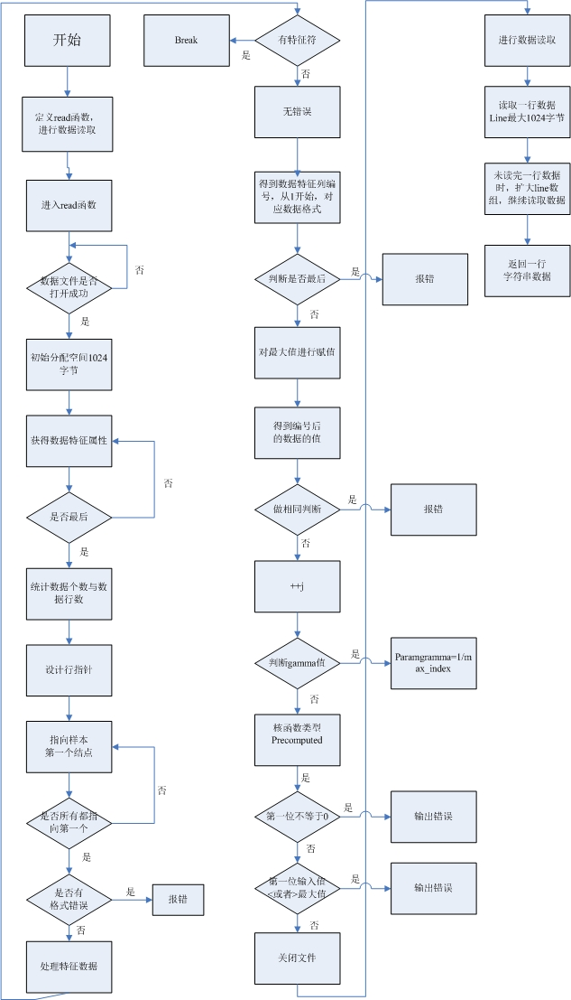 开始
定义read函数，
进行数据读取
进入read函数
数据文件是否
打开成功
否
是
初始分配空间1024
字节
获得数据特征属性
是否最后
否
是
统计数据个数与数
据行数
设计行指针
指向样本
第一个结点
是否所有都指
向第一个
否
是
是否有
格式错误
是
报错
否
处理特征数据
有特征符
是
Break
否
无错误
得到数据特征列编
号，从1开始，对
应数据格式
判断是否最后
是
报错
否
对最大值进行赋值
得到编号后
的数据的值
做相同判断
是
报错
否
++j
判断gamma值
是
Paramgramma=1/m
ax_index
否
核函数类型
Precomputed
是
第一位不等于0
是
输出错误
否
第一位输入值
<或者>最大值
是
输出错误
否
关闭文件
进行数据读取
读取一行数据
Line最大1024字节
未读完一行数据
时，扩大line数
组，继续读取数据
返回一行
字符串数据